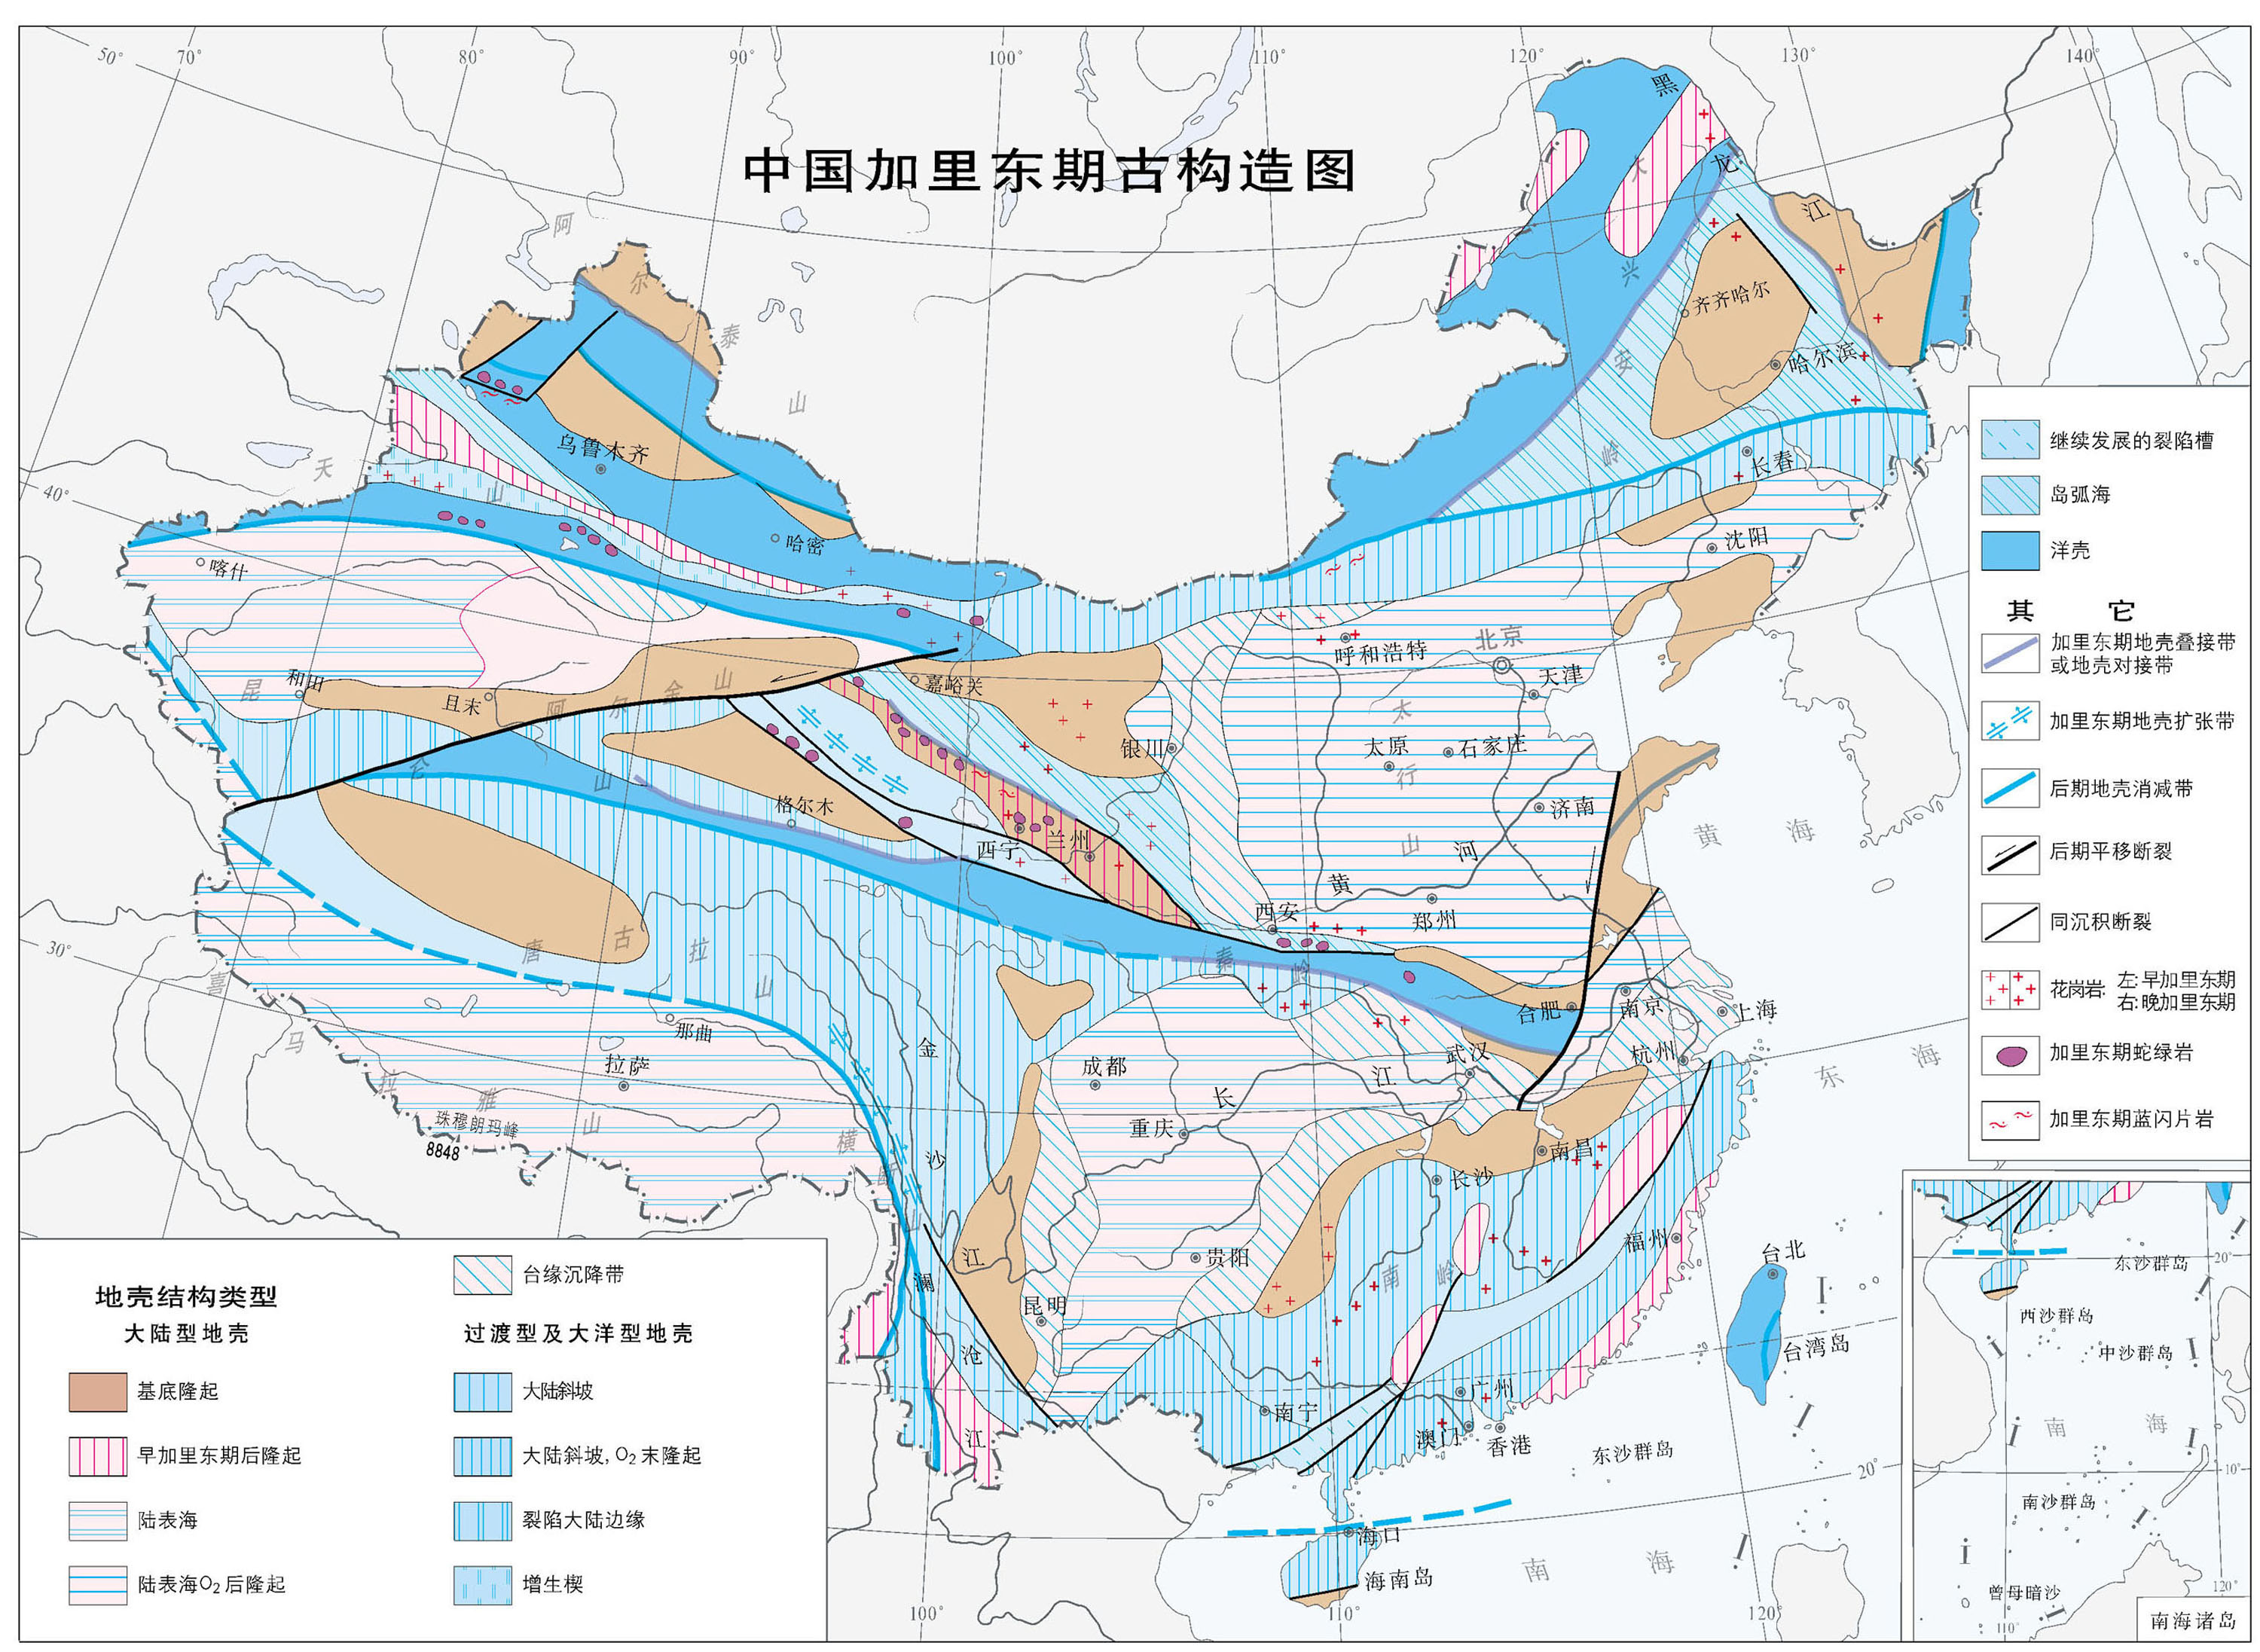 50°
70°
80°
90°
100°
110°
120°
130°
140°
中国加里东期古构造图
黑
龙
江
大
兴
安
岭
阿
尔
泰
山
天
山
40°
30°
齐齐哈尔
哈尔滨
长春
沈阳
乌鲁木齐
哈密
喀什
和田
且末
昆
仑
山
阿
尔
金
山
嘉峪关
银川
呼和浩特
北京
天津
太
行
山
太原
石家庄
济南
格尔木
西宁
兰州
黄
河
黄
海
西安
郑州
秦
岭
唐
古
拉
山
喜
马
拉
雅
山
那曲
拉萨
珠穆朗玛峰
8848
横
断
山
金
沙
江
澜
沧
江
成都
重庆
长
江
武汉
合肥
南京
上海
杭州
东
海
南昌
长沙
贵阳
昆明
南
岭
福州
台北
台湾岛
南宁
广州
澳门
香港
东沙群岛
20°
海口
海南岛
南
海
100°
110°
120°
继续发展的裂陷槽
岛弧海
洋壳
其 它
加里东期地壳叠接带
或地壳对接带
加里东期地壳扩张带
后期地壳消减带
后期平移断裂
同沉积断裂
花岗岩 左:早加里东期
右:晚加里东期
加里东期蛇绿岩
加里东期蓝闪片岩
地壳结构类型
大陆型地壳
基底隆起
早加里东期后隆起
陆表海
陆表海O₂后隆起
台缘沉降带
过渡型及大洋型地壳
大陆斜坡
大陆斜坡,O₂末隆起
裂陷大陆边缘
增生楔
20°
东沙群岛
西沙群岛
中沙群岛
南
海
10°
南沙群岛
曾母暗沙
110°
120°
南海诸岛